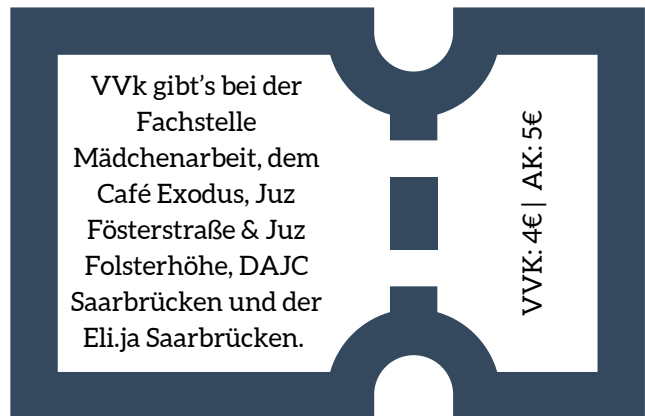 VVk gibt’s bei der
Fachstelle
Mädchenarbeit, dem
Café Exodus, Juz
Fösterstraße & Juz
Folsterhöhe, DAJC
Saarbrücken und der
Eli.ja Saarbrücken.
VVK: 4€ | AK: 5€